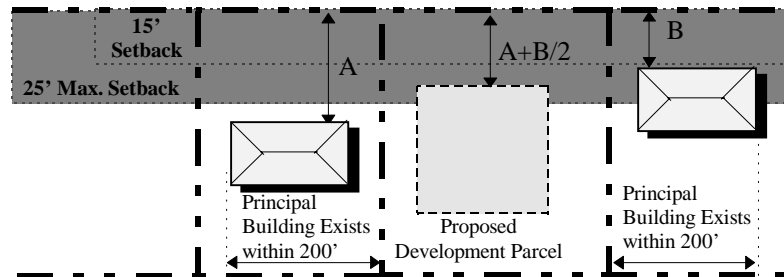 15'
Setback
25' Max. Setback
A
A+B/2
B
Principal
Building Exists
within 200'
Proposed
Development Parcel
Principal
Building Exists
within 200'